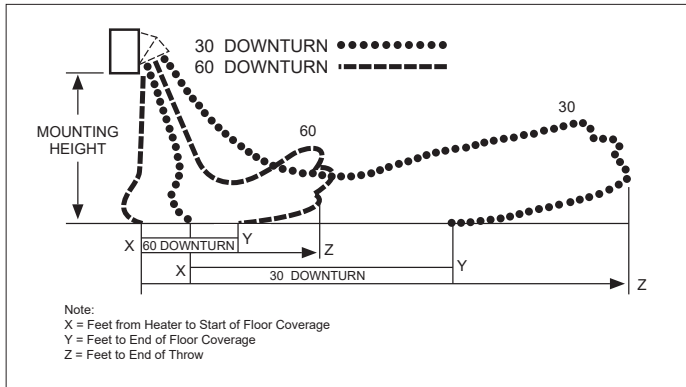 30 DOWNTURN
60 DOWNTURN
MOUNTING
HEIGHT
60
30
X 60 DOWNTURN Y
Z
X 30 DOWNTURN Y
Z
Note:
X = Feet from Heater to Start of Floor Coverage
Y = Feet to End of Floor Coverage
Z = Feet to End of Throw